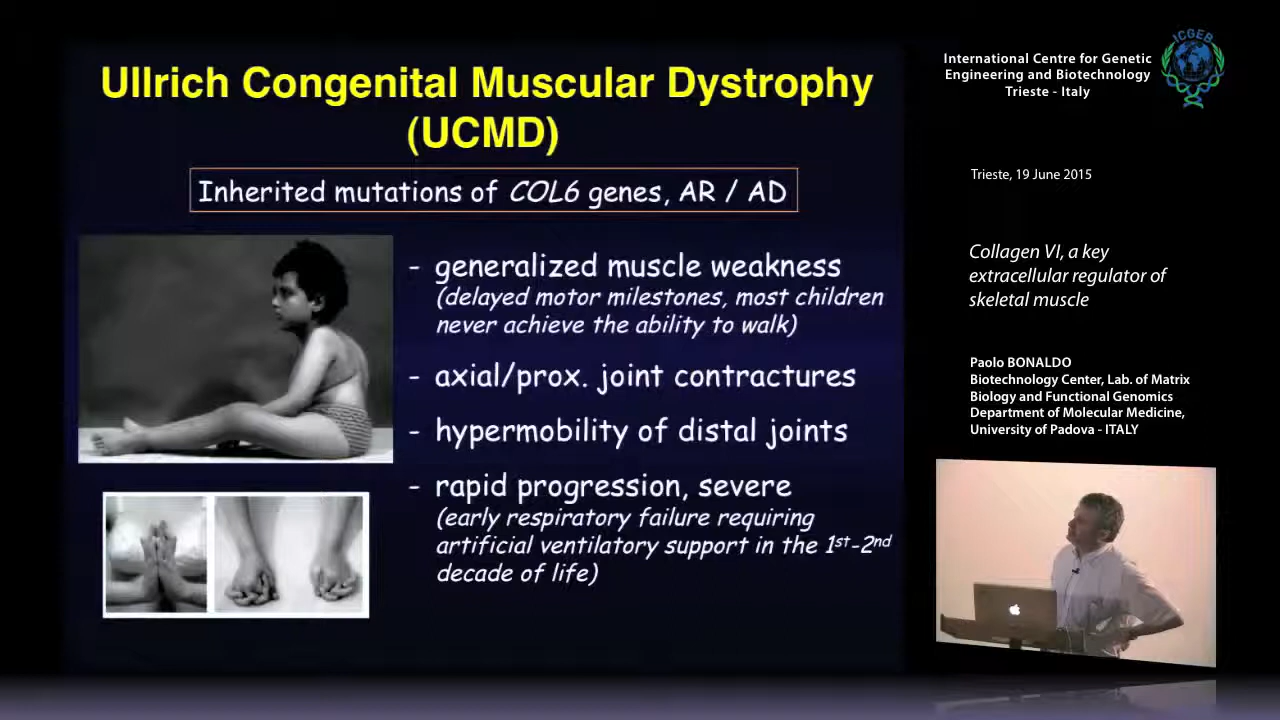 Ullrich Congenital Muscular Dystrophy
(UCMD)
Inherited mutations of COL6 genes, AR / AD
- generalized muscle weakness
(delayed motor milestones, most children
never achieve the ability to walk)
- axial/prox. joint contractures
- hypermobility of distal joints
- rapid progression, severe
(early respiratory failure requiring
artificial ventilatory support in the 1st-2nd
decade of life)
International Centre for Genetic
Engineering and Biotechnology
Trieste - Italy
ICGEB
Trieste, 19 June 2015
Collagen VI, a key
extracellular regulator of
skeletal muscle
Paolo BONALDO
Biotechnology Center, Lab. of Matrix
Biology and Functional Genomics
Department of Molecular Medicine,
University of Padova - ITALY